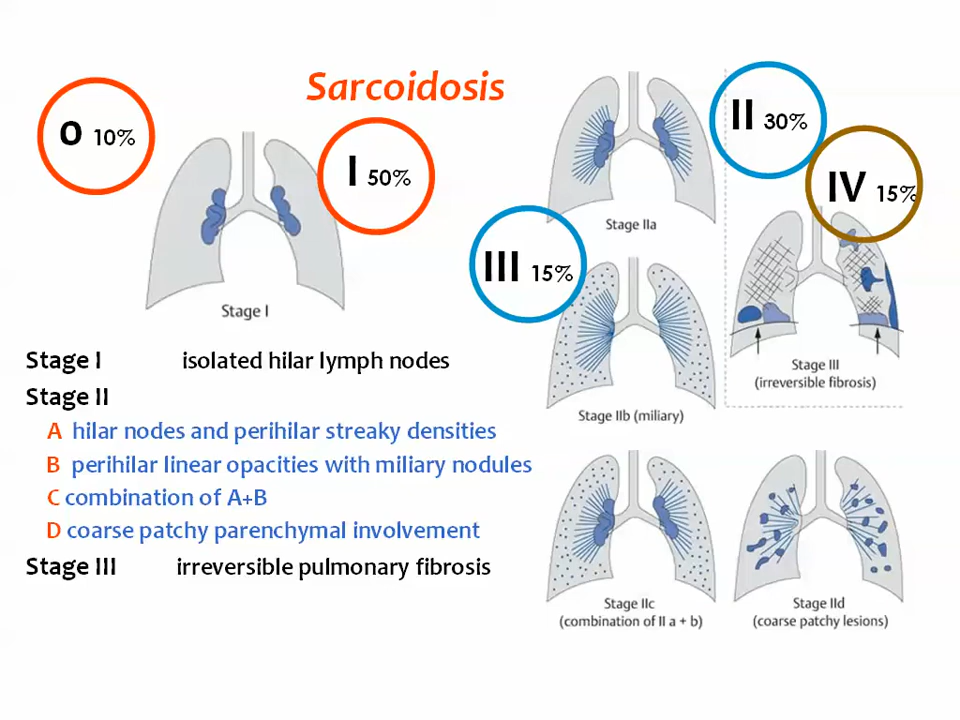 Sarcoidosis
0 10%
I 50%
II 30%
IV 15%
III 15%
Stage I
Stage IIa
Stage IIb (miliary)
Stage III
(irreversible fibrosis)
Stage I isolated hilar lymph nodes
Stage II
A hilar nodes and perihilar streaky densities
B perihilar linear opacities with miliary nodules
C combination of A+B
D coarse patchy parenchymal involvement
Stage III irreversible pulmonary fibrosis
Stage IIc
(combination of II a + b)
Stage IId
(coarse patchy lesions)